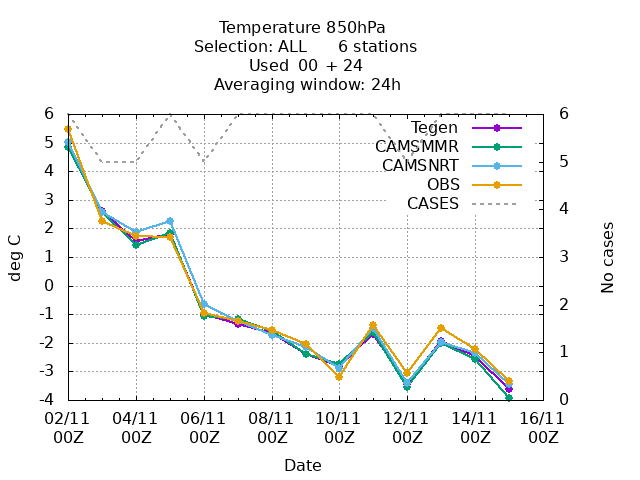 Temperature 850hPa
Selection: ALL 6 stations
Used 00 + 24
Averaging window: 24h
6 6
Tegen
CAMSMMR
5 5
CAMSNRT
4
OBS
CASES
3 4
2
1 3
0
-1 2
-2
1
-3
-4 0
deg C
No cases
02/11 04/11 06/11 08/11 10/11 12/11 14/11 16/11
00Z 00Z 00Z 00Z 00Z 00Z 00Z 00Z
Date